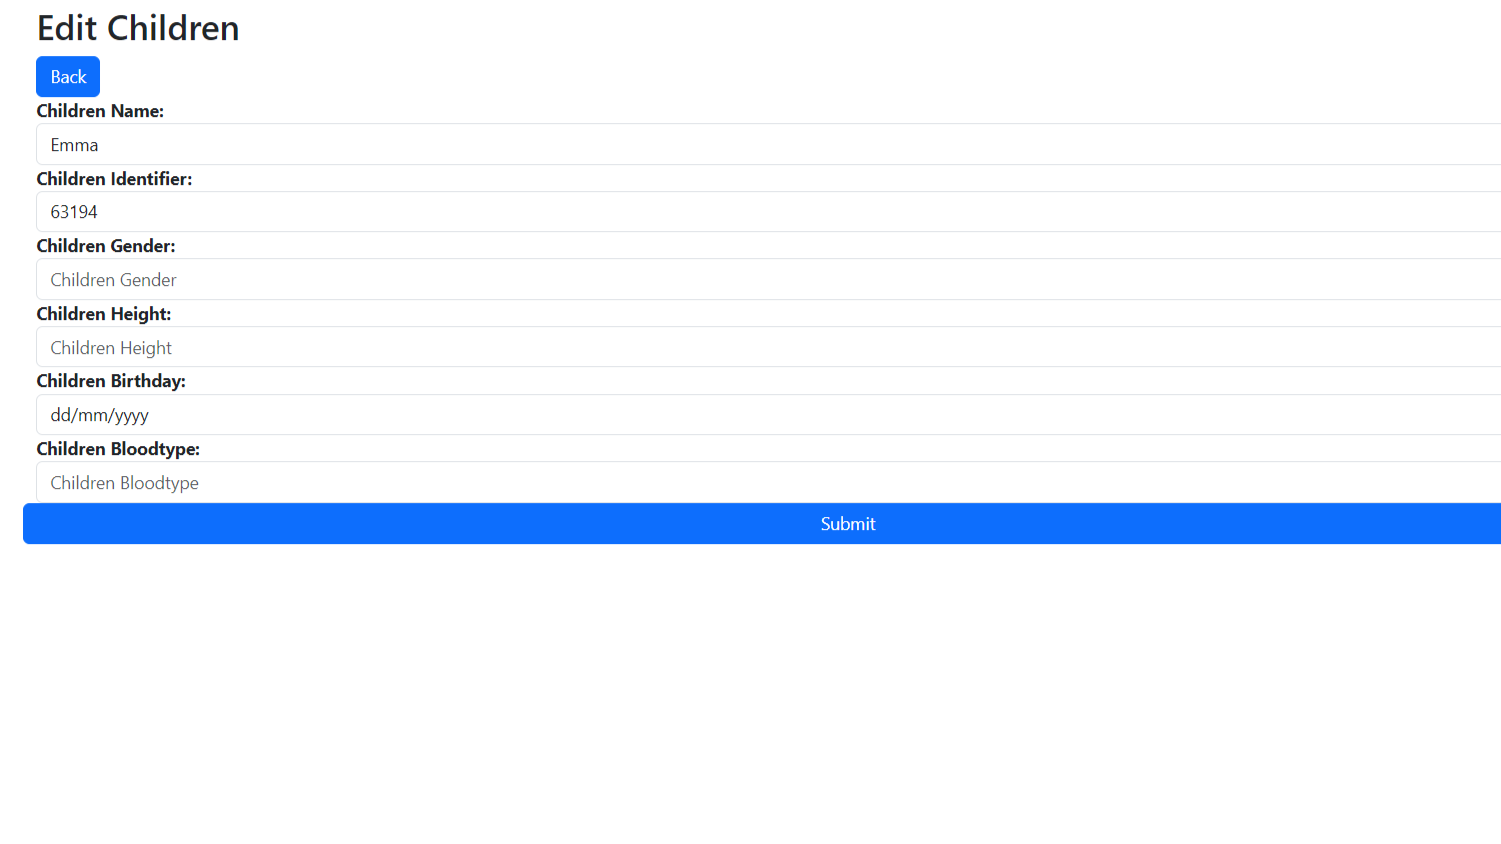 Edit Children
Back
Children Name:
Emma
Children Identifier:
63194
Children Gender:
Children Gender
Children Height:
Children Height
Children Birthday:
dd/mm/yyyy
Children Bloodtype:
Children Bloodtype
Submit